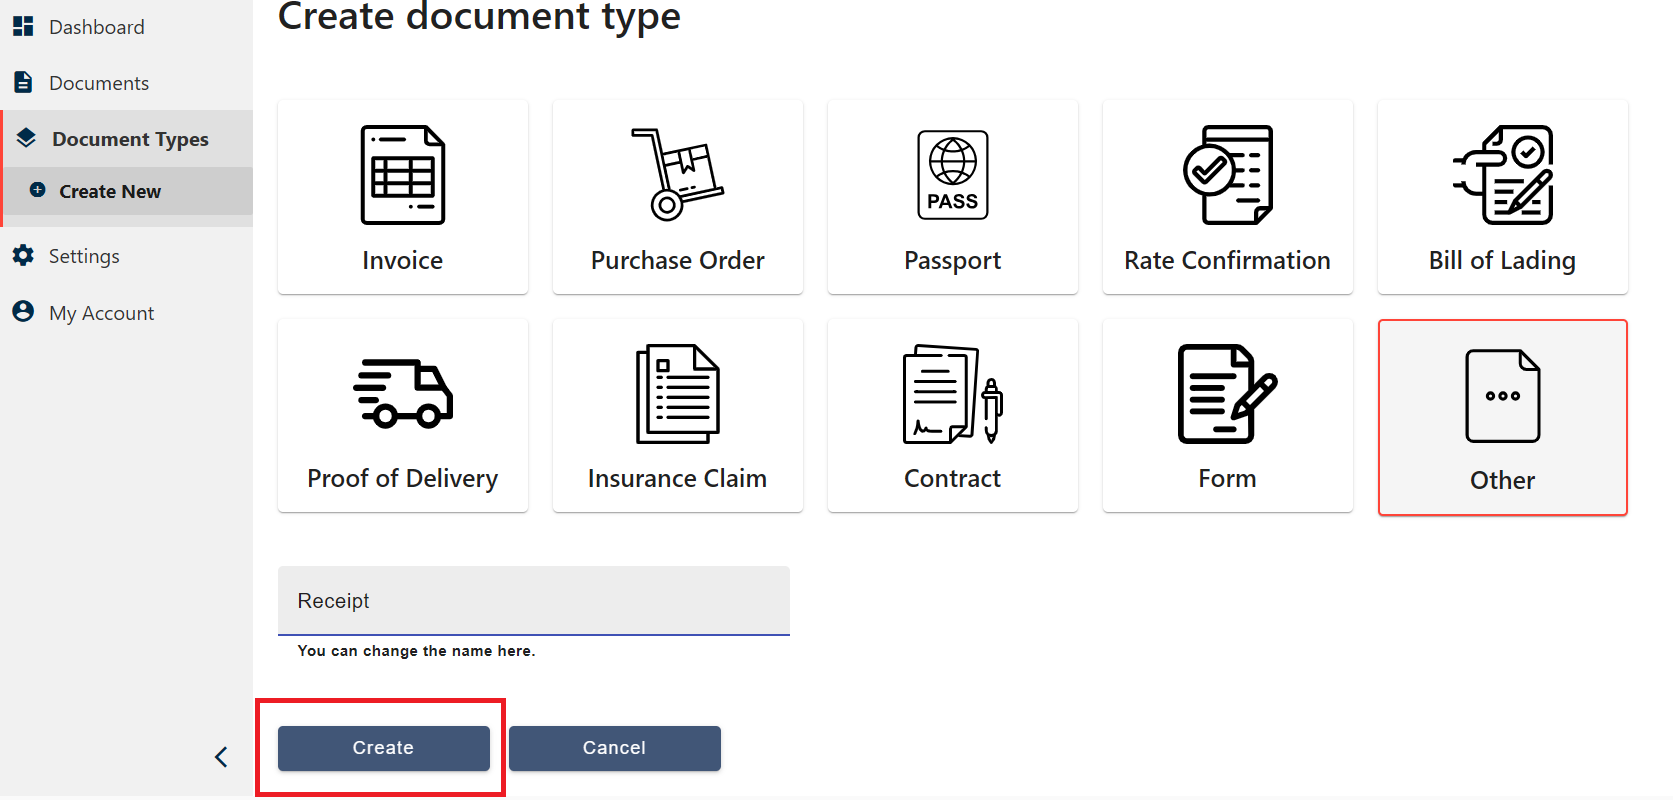 Dashboard
Documents
Document Types
Create New
Settings
My Account
Create document type
Invoice
PASS
Purchase Order
Passport
Rate Confirmation
Bill of Lading
Proof of Delivery
Insurance Claim
Contract
Form
Other
Receipt
You can change the name here.
Create
Cancel